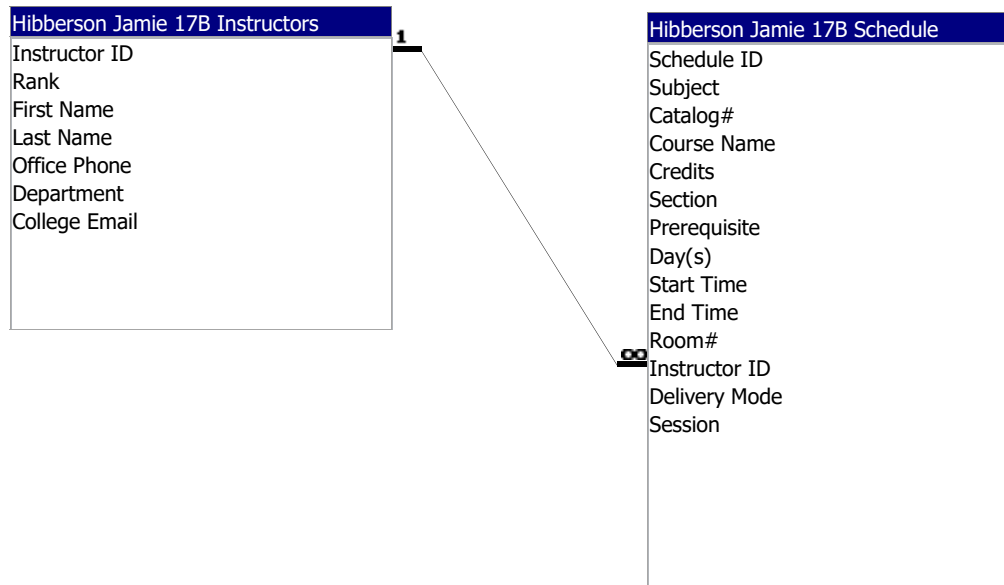 Hibberson Jamie 17B Instructors
Instructor ID
Rank
First Name
Last Name
Office Phone
Department
College Email
1
∞
Hibberson Jamie 17B Schedule
Schedule ID
Subject
Catalog#
Course Name
Credits
Section
Prerequisite
Day(s)
Start Time
End Time
Room#
Instructor ID
Delivery Mode
Session